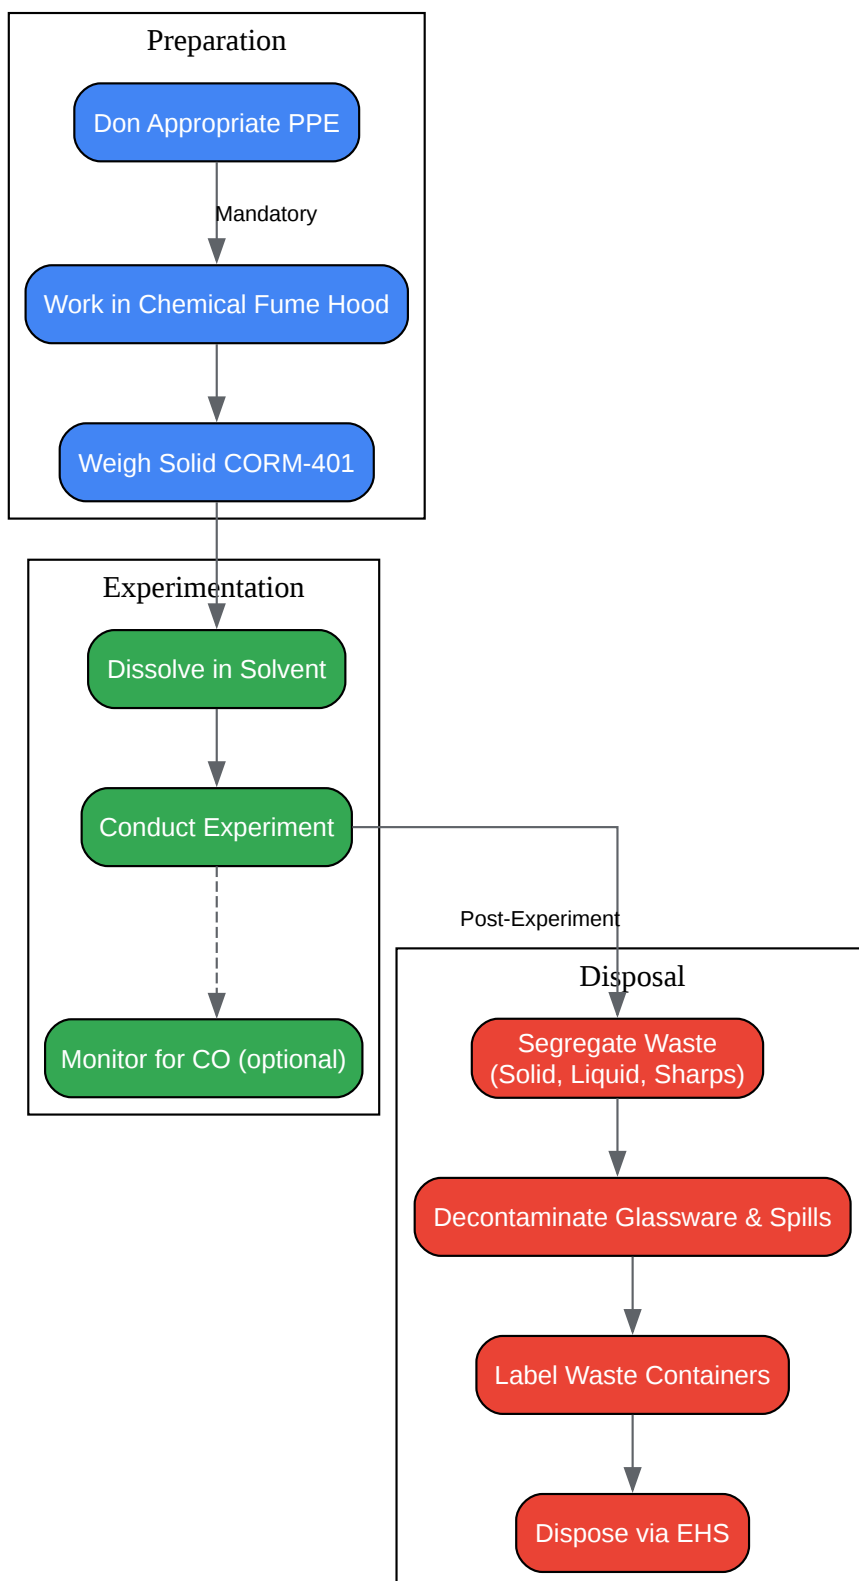 Preparation
Don Appropriate PPE
Mandatory
Work in Chemical Fume Hood
Weigh Solid CORM-401
Experimentation
Dissolve in Solvent
Conduct Experiment
Post-Experiment
Disposal
Segregate Waste
(Solid, Liquid, Sharps)
Monitor for CO (optional)
Decontaminate Glassware & Spills
Label Waste Containers
Dispose via EHS